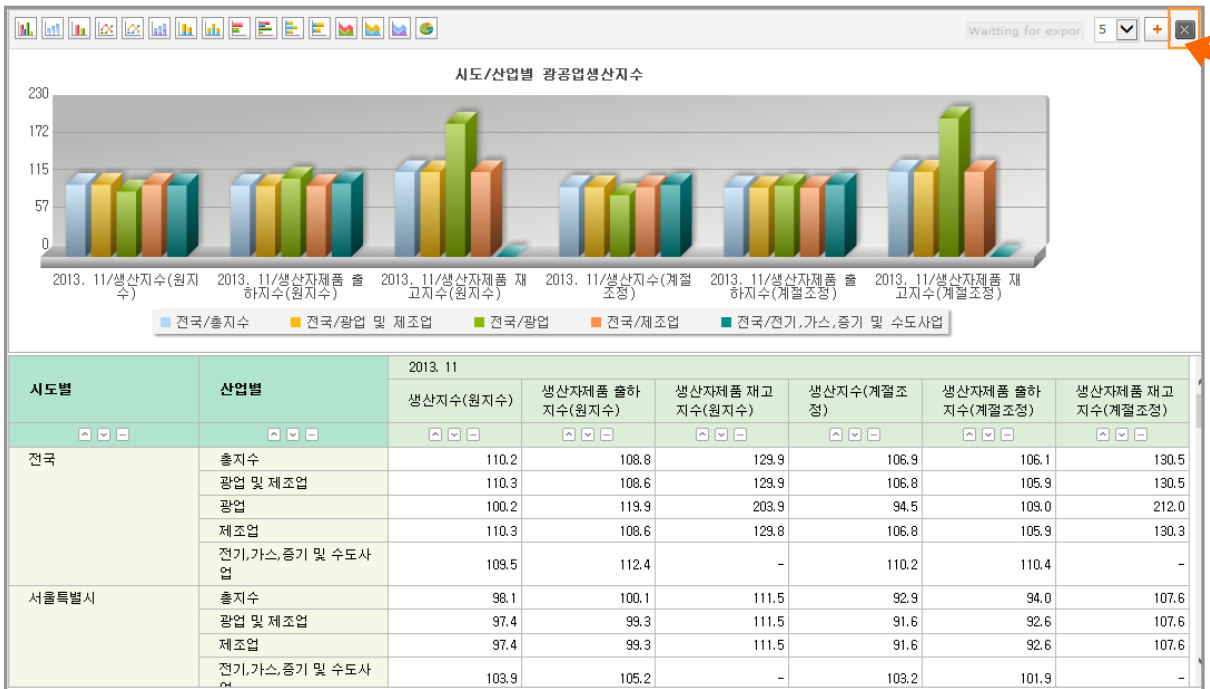 Waitting for expor 5
시도/산업별 광공업생산지수
230
172
115
57
0
2013. 11/생산지수(원지
수)
2013. 11/생산자제품 출
하지수(원지수)
2013. 11/생산자제품 재
고지수(원지수)
2013. 11/생산지수(계절
조정)
2013. 11/생산자제품 출
하지수(계절조정)
2013. 11/생산자제품 재
고지수(계절조정)
전국/총지수 전국/광업 및 제조업 전국/광업 전국/제조업 전국/전기,가스,증기 및 수도사업
시도별 산업별 2013. 11
생산지수(원지수)
생산자제품 출하
지수(원지수)
생산자제품 재고
지수(원지수)
생산지수(계절조
정)
생산자제품 출하
지수(계절조정)
생산자제품 재고
지수(계절조정)
전국 총지수 110.2 108.8 129.9 106.9 106.1 130.5
광업 및 제조업 110.3 108.6 129.9 106.8 105.9 130.5
광업 100.2 119.9 203.9 94.5 109.0 212.0
제조업 110.3 108.6 129.8 106.8 105.9 130.3
전기,가스,증기 및 수도사
업 109.5 112.4 - 110.2 110.4 -
서울특별시 총지수 98.1 100.1 111.5 92.9 94.0 107.6
광업 및 제조업 97.4 99.3 111.5 91.6 92.6 107.6
제조업 97.4 99.3 111.5 91.6 92.6 107.6
전기,가스,증기 및 수도사
103.9 105.2 - 103.2 101.9 -